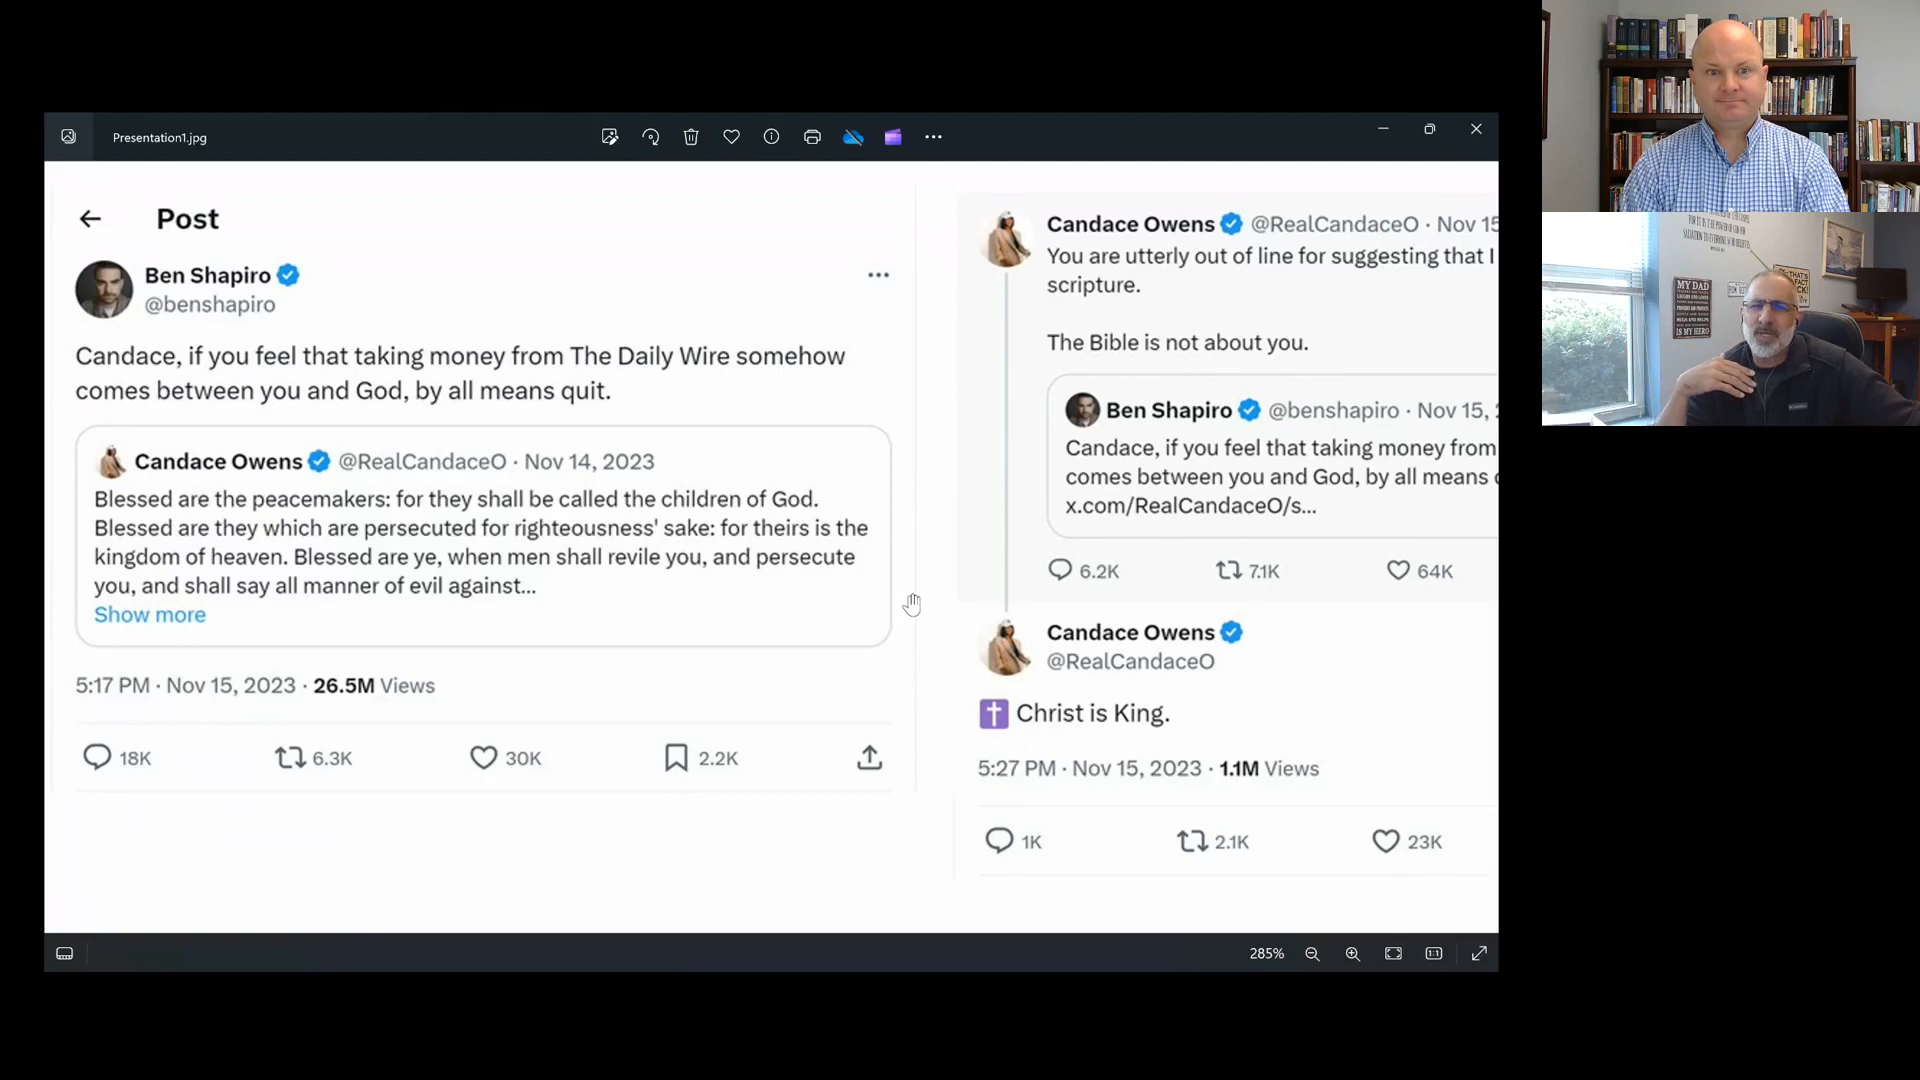 Presentation1.jpg
Post
Ben Shapiro
@benshapiro
Candace, if you feel that taking money from The Daily Wire somehow
comes between you and God, by all means quit.
Candace Owens @RealCandaceO · Nov 14, 2023
Blessed are the peacemakers: for they shall be called the children of God.
Blessed are they which are persecuted for righteousness' sake: for theirs is the
kingdom of heaven. Blessed are ye, when men shall revile you, and persecute
you, and shall say all manner of evil against...
Show more
5:17 PM · Nov 15, 2023 · 26.5M Views
18K 6.3K 30K 2.2K
Candace Owens @RealCandaceO · Nov 15
You are utterly out of line for suggesting that I
scripture.
The Bible is not about you.
Ben Shapiro @benshapiro · Nov 15,
Candace, if you feel that taking money from
comes between you and God, by all means
x.com/RealCandaceO/s...
6.2K 7.1K 64K
Candace Owens
@RealCandaceO
Christ is King.
5:27 PM · Nov 15, 2023 · 1.1M Views
1K 2.1K 23K
285%
MY DAD
IS MY HERO
THAT'S